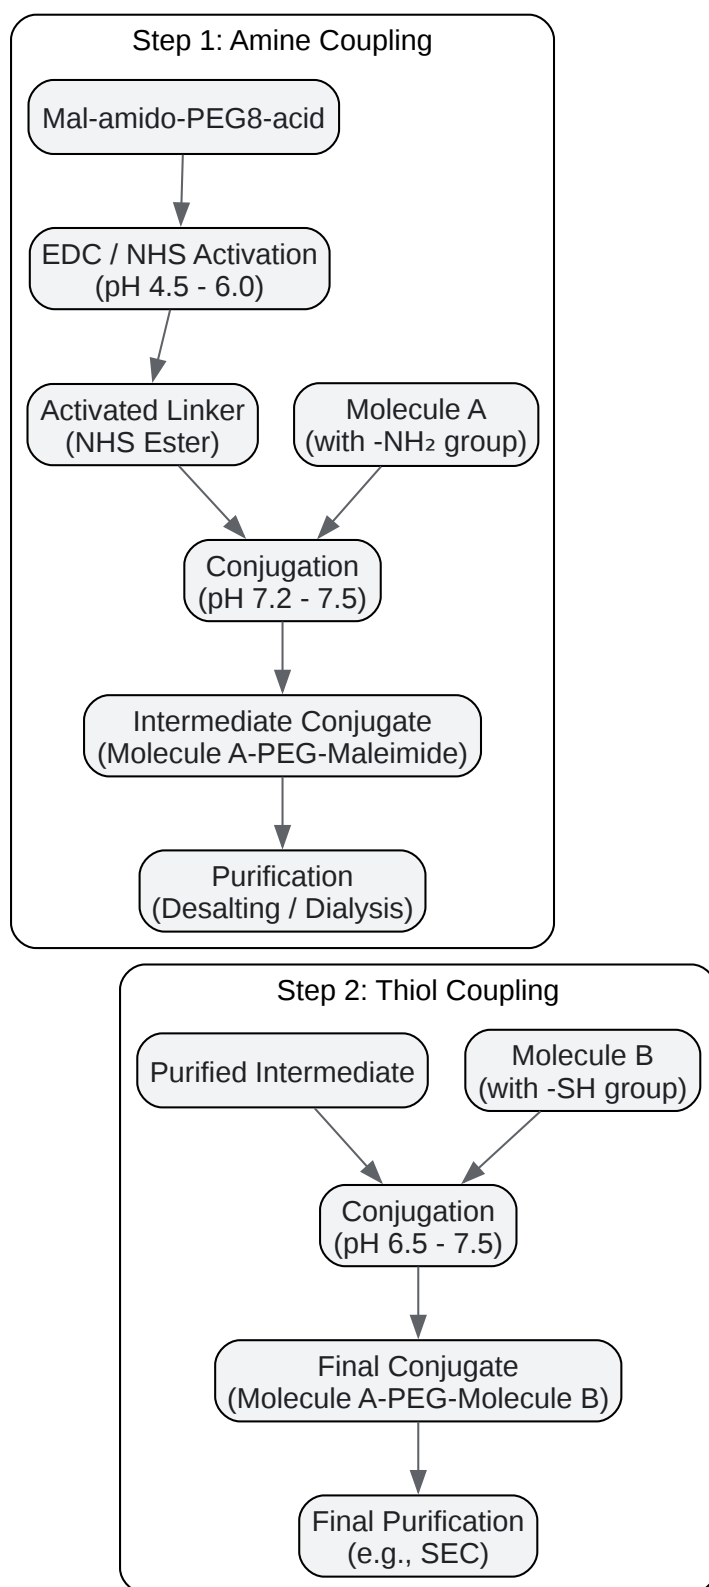 Step 1: Amine Coupling
Mal-amido-PEG8-acid
EDC / NHS Activation
(pH 4.5 - 6.0)
Activated Linker
(NHS Ester)
Molecule A
(with -NH₂ group)
Conjugation
(pH 7.2 - 7.5)
Intermediate Conjugate
(Molecule A-PEG-Maleimide)
Purification
(Desalting / Dialysis)
Step 2: Thiol Coupling
Purified Intermediate
Molecule B
(with -SH group)
Conjugation
(pH 6.5 - 7.5)
Final Conjugate
(Molecule A-PEG-Molecule B)
Final Purification
(e.g., SEC)